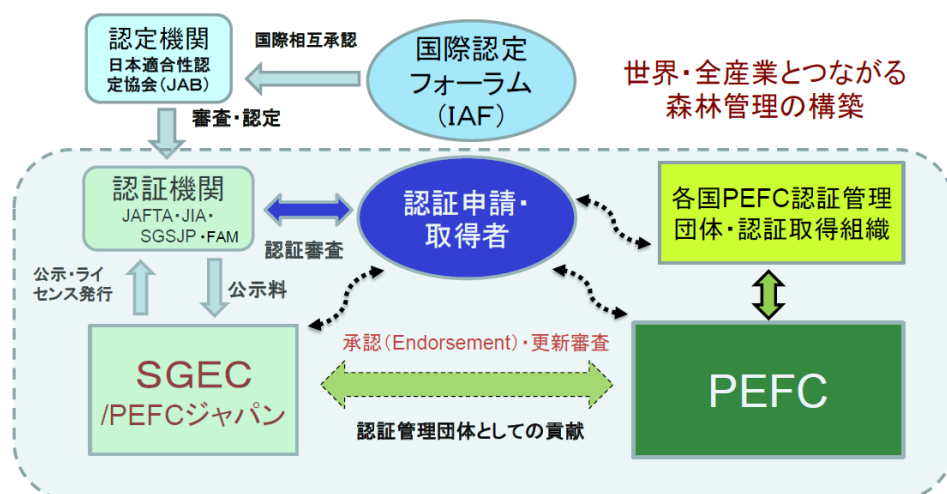 認定機関
日本適合性認
定協会（JAB）
国際相互承認
国際認定
フォーラム
（IAF）
世界・全産業とつながる
森林管理の構築
審査・認定
認証機関
JAFTA・JIA・
SGSJP・FAM
認証審査
認証申請・
取得者
各国PEFC認証管理
団体・認証取得組織
公示・ライ
センス発行
公示料
SGEC
/PEFCジャパン
承認（Endorsement）・更新審査
認証管理団体としての貢献
PEFC